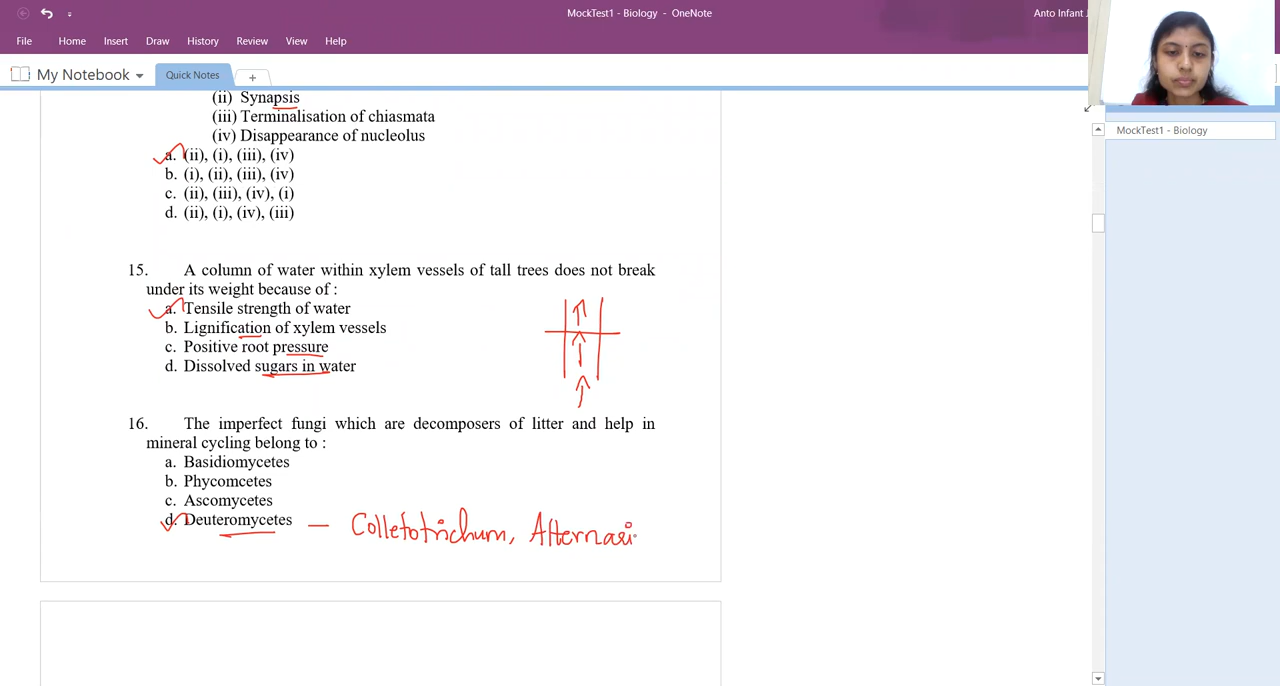 MockTest1 - Biology - OneNote
Anto Infant J
File Home Insert Draw History Review View Help
My Notebook Quick Notes +
MockTest1 - Biology
(ii) Synapsis
(iii) Terminalisation of chiasmata
(iv) Disappearance of nucleolus
a. (ii), (i), (iii), (iv)
b. (i), (ii), (iii), (iv)
c. (ii), (iii), (iv), (i)
d. (ii), (i), (iv), (iii)
15. A column of water within xylem vessels of tall trees does not break
under its weight because of :
a. Tensile strength of water
b. Lignification of xylem vessels
c. Positive root pressure
d. Dissolved sugars in water
16. The imperfect fungi which are decomposers of litter and help in
mineral cycling belong to :
a. Basidiomycetes
b. Phycomcetes
c. Ascomycetes
d. Deuteromycetes — Colletotrichum, Alternari